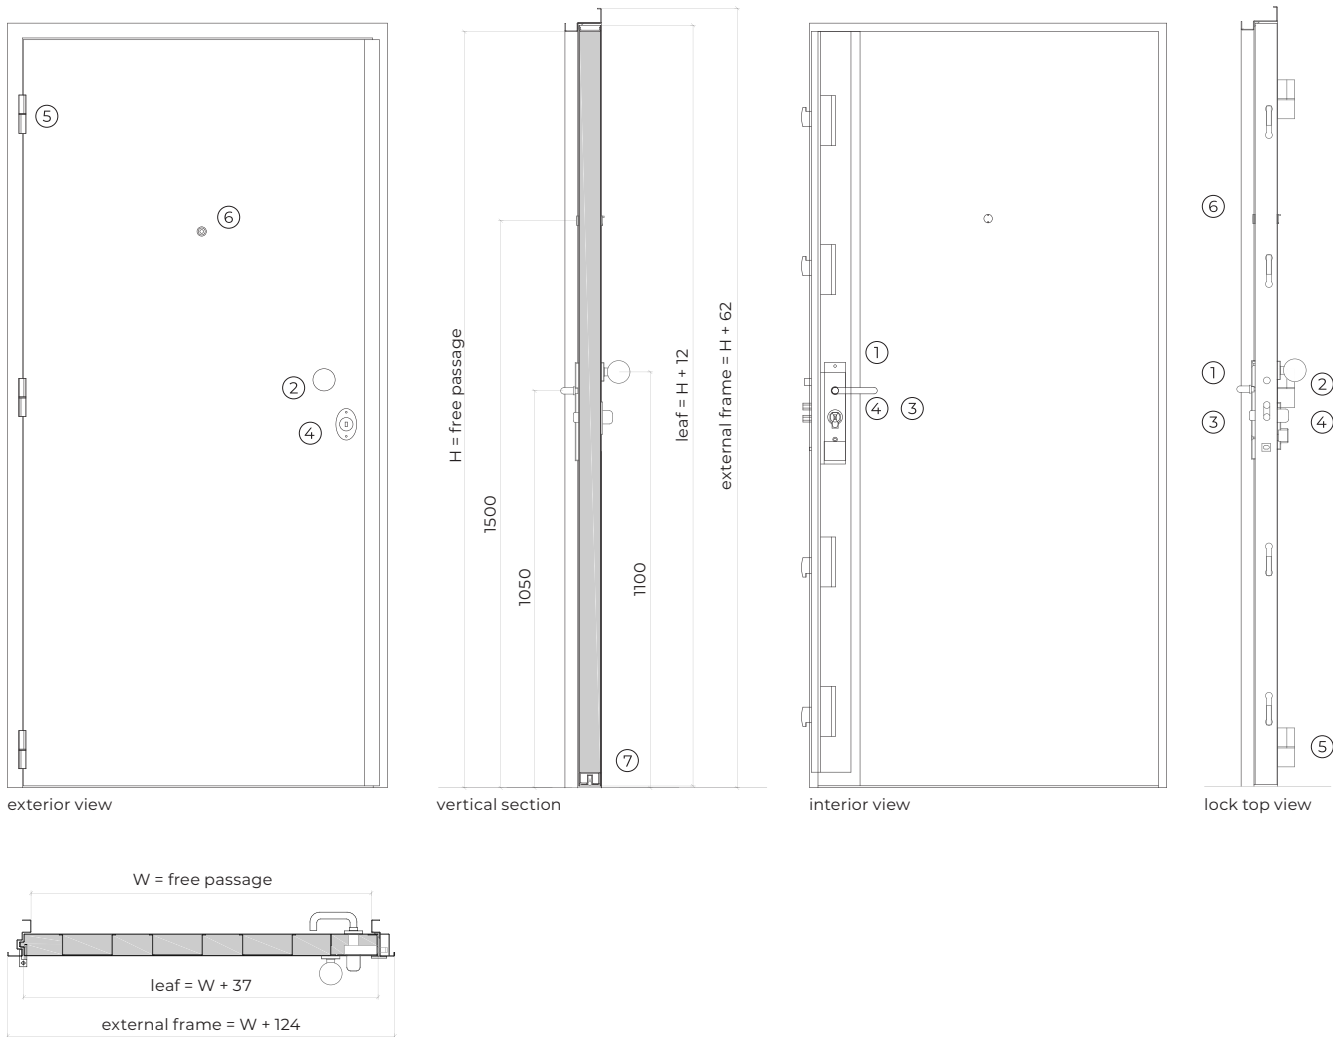 5
6
2
4
exterior view
H = free passage
1500
1050
1100
leaf = H + 12
external frame = H + 62
7
vertical section
1
4 3
interior view
6
1
2
3
4
5
lock top view
W = free passage
leaf = W + 37
external frame = W + 124